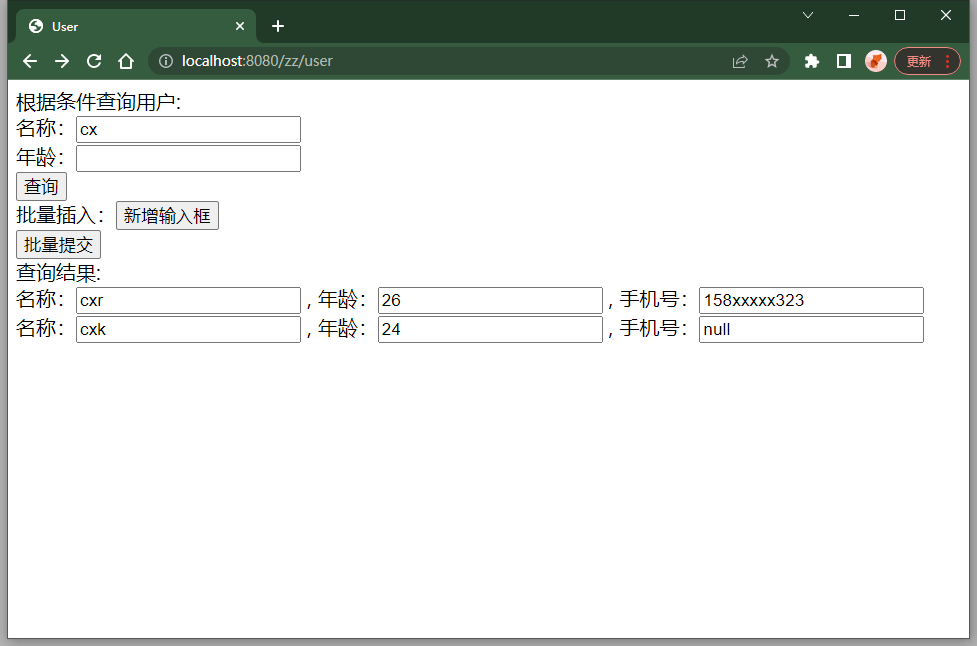 User
localhost:8080/zz/user
更新
根据条件查询用户:
名称：cx
年龄：
查询
批量插入：新增输入框
批量提交
查询结果:
名称：cxr , 年龄：26 , 手机号：158xxxxx323
名称：cxk , 年龄：24 , 手机号：null